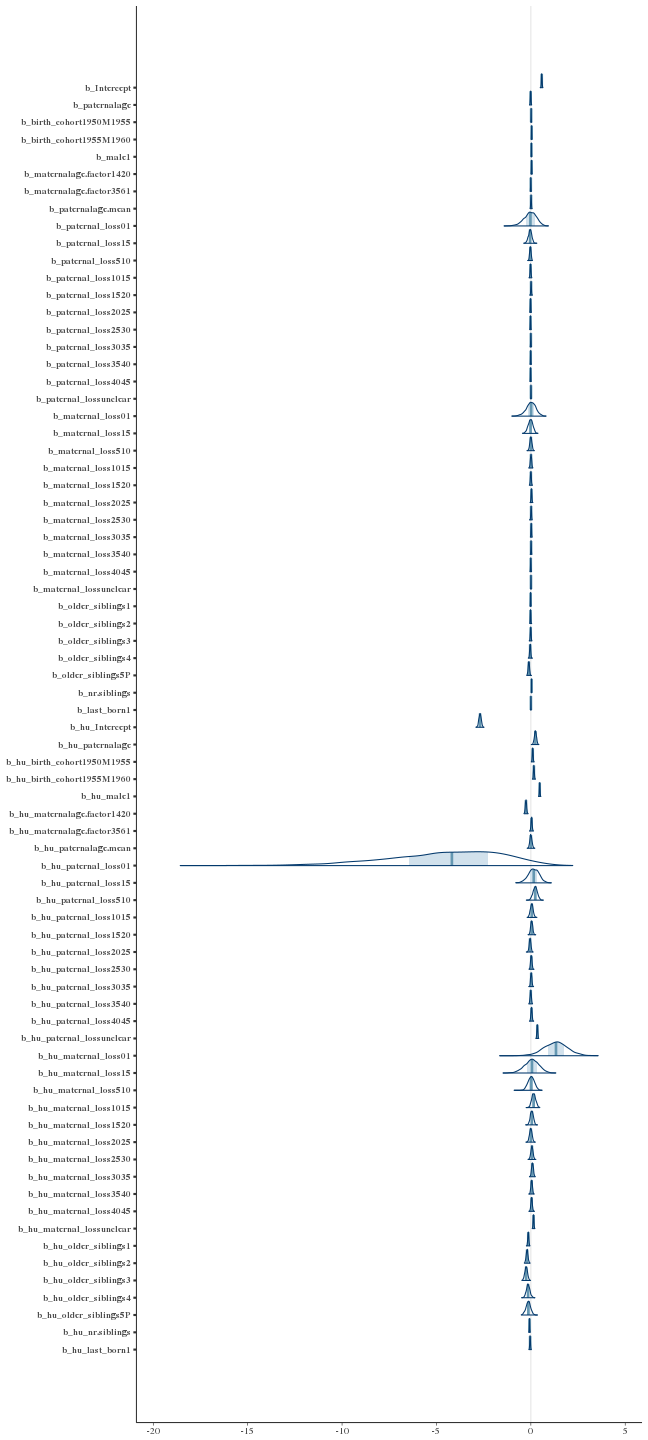 b_Intercept
b_paternalage
b_birth_cohort1950M1955
b_birth_cohort1955M1960
b_male1
b_maternalage.factor1420
b_maternalage.factor3561
b_paternalage.mean
b_paternal_loss01
b_paternal_loss15
b_paternal_loss510
b_paternal_loss1015
b_paternal_loss1520
b_paternal_loss2025
b_paternal_loss2530
b_paternal_loss3035
b_paternal_loss3540
b_paternal_loss4045
b_paternal_lossunclear
b_maternal_loss01
b_maternal_loss15
b_maternal_loss510
b_maternal_loss1015
b_maternal_loss1520
b_maternal_loss2025
b_maternal_loss2530
b_maternal_loss3035
b_maternal_loss3540
b_maternal_loss4045
b_maternal_lossunclear
b_older_siblings1
b_older_siblings2
b_older_siblings3
b_older_siblings4
b_older_siblings5P
b_nr.siblings
b_last_born1
b_hu_Intercept
b_hu_paternalage
b_hu_birth_cohort1950M1955
b_hu_birth_cohort1955M1960
b_hu_male1
b_hu_maternalage.factor1420
b_hu_maternalage.factor3561
b_hu_paternalage.mean
b_hu_paternal_loss01
b_hu_paternal_loss15
b_hu_paternal_loss510
b_hu_paternal_loss1015
b_hu_paternal_loss1520
b_hu_paternal_loss2025
b_hu_paternal_loss2530
b_hu_paternal_loss3035
b_hu_paternal_loss3540
b_hu_paternal_loss4045
b_hu_paternal_lossunclear
b_hu_maternal_loss01
b_hu_maternal_loss15
b_hu_maternal_loss510
b_hu_maternal_loss1015
b_hu_maternal_loss1520
b_hu_maternal_loss2025
b_hu_maternal_loss2530
b_hu_maternal_loss3035
b_hu_maternal_loss3540
b_hu_maternal_loss4045
b_hu_maternal_lossunclear
b_hu_older_siblings1
b_hu_older_siblings2
b_hu_older_siblings3
b_hu_older_siblings4
b_hu_older_siblings5P
b_hu_nr.siblings
b_hu_last_born1
-20 -15 -10 -5 0 5